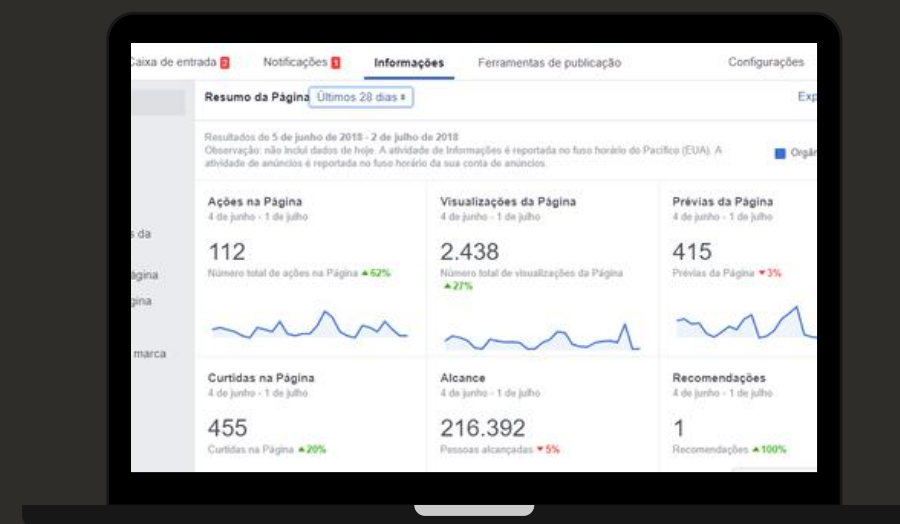 Caixa de entrada 2 Notificações 1 Informações Ferramentas de publicação Configurações
Resumo da Página Últimos 28 dias
Resultados de 5 de junho de 2018 - 2 de julho de 2018
Observação: não inclui dados de hoje. A atividade de Informações é reportada no fuso horário do Pacífico (EUA). A
atividade de anúncios é reportada no fuso horário da sua conta de anúncios.
Ações na Página
4 de junho - 1 de julho
112
Número total de ações na Página ▲62%
Visualizações da Página
4 de junho - 1 de julho
2.438
Número total de visualizações da Página
▲27%
Prévias da Página
4 de junho - 1 de julho
415
Prévias da Página ▼3%
s da
ágina
gina
marca
Curtidas na Página
4 de junho - 1 de julho
455
Curtidas na Página ▲20%
Alcance
4 de junho - 1 de julho
216.392
Pessoas alcançadas ▼5%
Recomendações
4 de junho - 1 de julho
1
Recomendações ▲100%